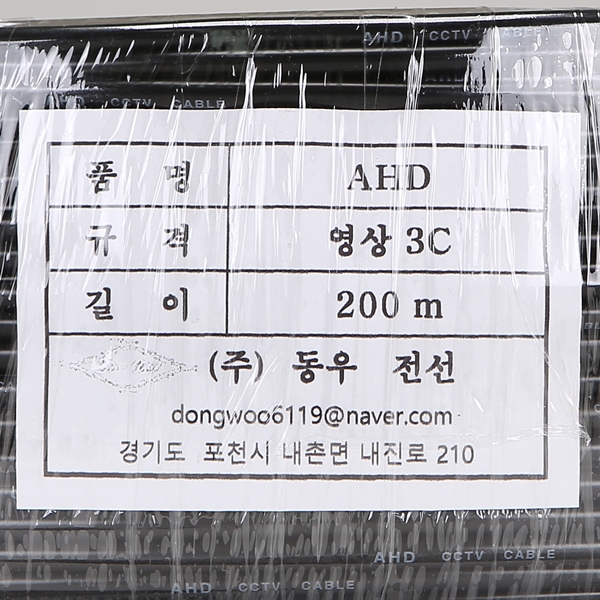 AHD CCTV CABLE
AHD CCTV CABLE
품 명 AHD
규 격 영상 3C
길 이 200 m
(주) 동우 전선
dongwoo6119@naver.com
경기도 포천시 내촌면 내진로 210
AHD CCTV CABLE
AHD CCTV CABLE